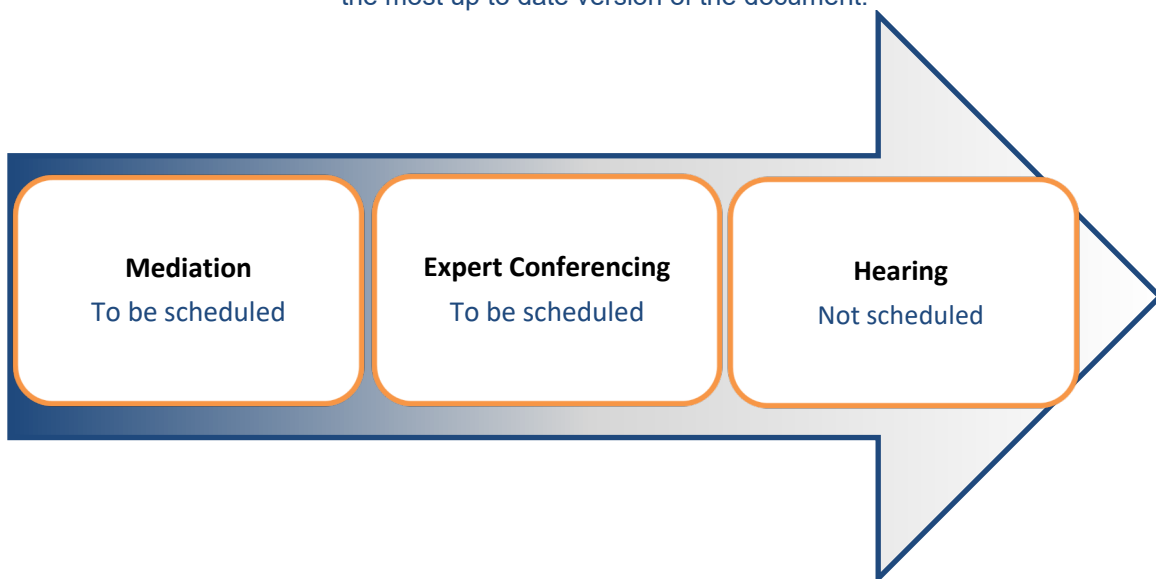 the most up to date version of the document.
Mediation
To be scheduled
Expert Conferencing
To be scheduled
Hearing
Not scheduled